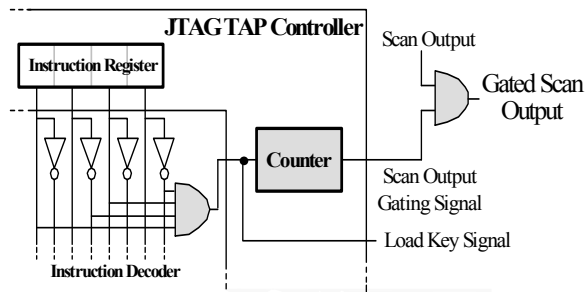 JTAG TAP Controller
Scan Output
Instruction Register
Gated Scan
Output
Counter
Scan Output
Gating Signal
Load Key Signal
Instruction Decoder